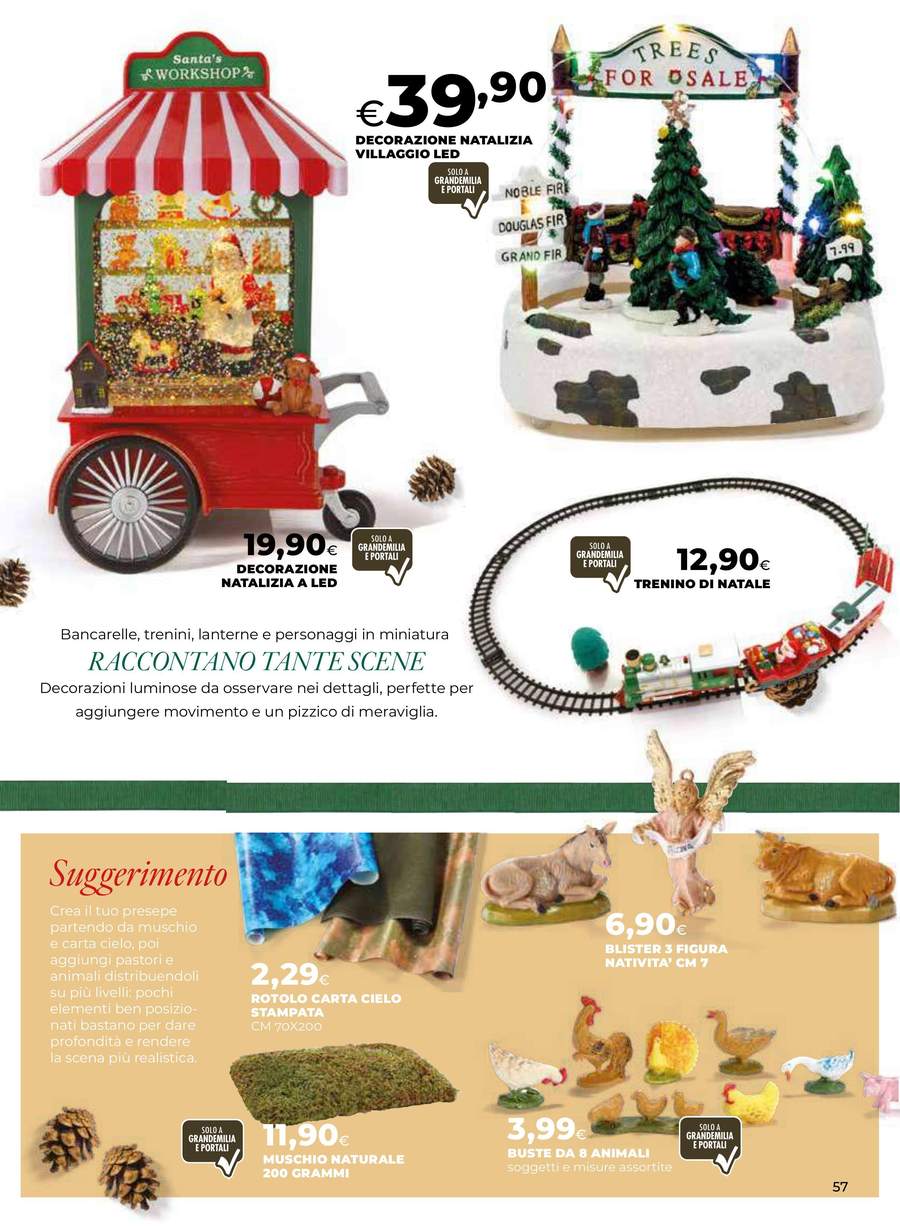 Santa's
WORKSHOP
€39,90
DECORAZIONE NATALIZIA
VILLAGGIO LED
SOLO A
GRANDEMILIA
E PORTALI
TREES
FOR SALE
NOBLE FIR
DOUGLAS FIR
GRAND FIR
7.99
19,90€
DECORAZIONE
NATALIZIA A LED
SOLO A
GRANDEMILIA
E PORTALI
SOLO A
GRANDEMILIA
E PORTALI
12,90€
TRENINO DI NATALE
Bancarelle, trenini, lanterne e personaggi in miniatura
RACCONTANO TANTE SCENE
Decorazioni luminose da osservare nei dettagli, perfette per
aggiungere movimento e un pizzico di meraviglia.
Suggerimento
Crea il tuo presepe
partendo da muschio
e carta cielo, poi
aggiungi pastori e
animali distribuendoli
su più livelli: pochi
elementi ben posizio-
nati bastano per dare
profondità e rendere
la scena più realistica.
2,29€
ROTOLO CARTA CIELO
STAMPATA
CM 70X200
6,90€
BLISTER 3 FIGURA
NATIVITA' CM 7
SOLO A
GRANDEMILIA
E PORTALI
11,90€
MUSCHIO NATURALE
200 GRAMMI
3,99€
BUSTE DA 8 ANIMALI
soggetti e misure assortite
SOLO A
GRANDEMILIA
E PORTALI
57